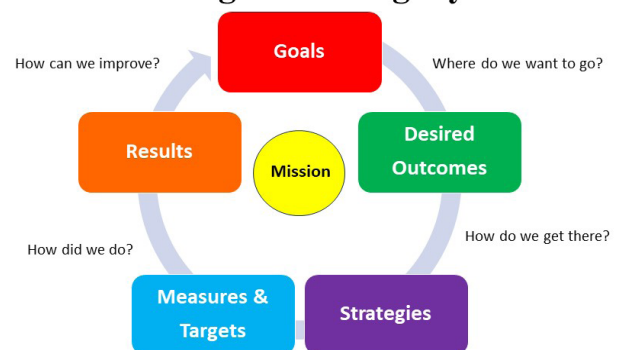 Goals
How can we improve?
Where do we want to go?
Desired
Outcomes
Results
Mission
How do we get there?
How did we do?
Measures &
Targets
Strategies